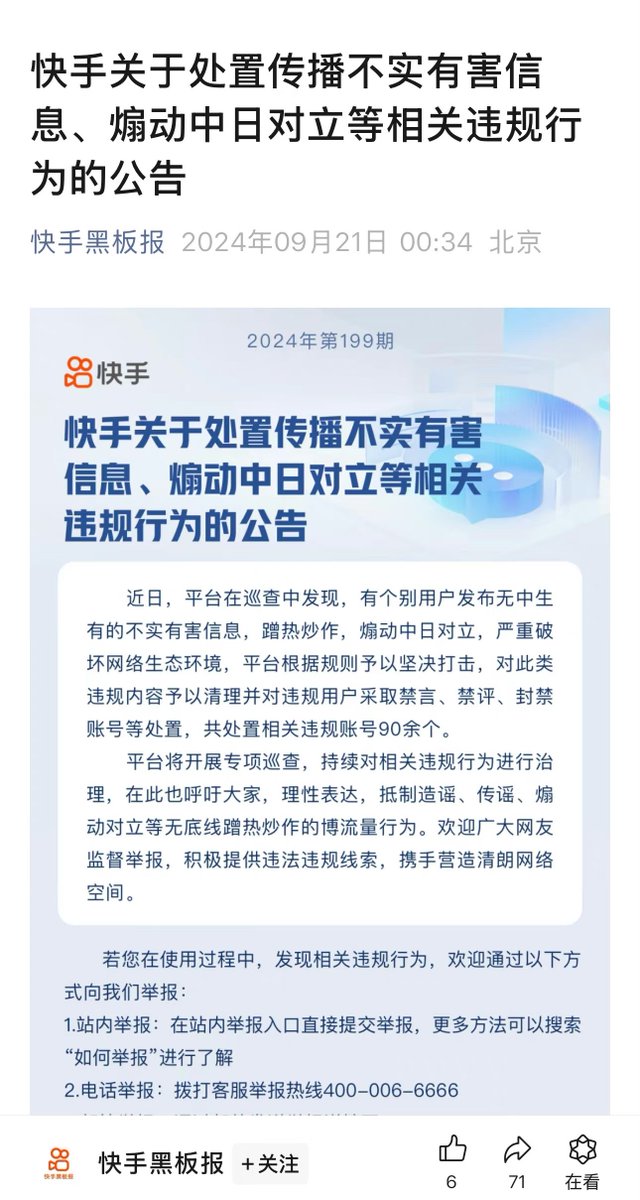 快手关于处置传播不实有害信
息、煽动中日对立等相关违规行
为的公告
快手黑板报 2024年09月21日 00:34 北京
2024年第199期
快手
快手关于处置传播不实有害
信息、煽动中日对立等相关
违规行为的公告
近日，平台在巡查中发现，有个别用户发布无中生
有的不实有害信息，蹭热炒作，煽动中日对立，严重破
坏网络生态环境，平台根据规则予以坚决打击，对此类
违规内容予以清理并对违规用户采取禁言、禁评、封禁
账号等处置，共处置相关违规账号90余个。
平台将开展专项巡查，持续对相关违规行为进行治
理，在此也呼吁大家，理性表达，抵制造谣、传谣、煽
动对立等无底线蹭热炒作的博流量行为。欢迎广大网友
监督举报，积极提供违法违规线索，携手营造清朗网络
空间。
若您在使用过程中，发现相关违规行为，欢迎通过以下方
式向我们举报：
1.站内举报：在站内举报入口直接提交举报，更多方法可以搜索
“如何举报”进行了解
2.电话举报：拨打客服举报热线400-006-6666
快手黑板报
快手黑板报 +关注
6 71 在看